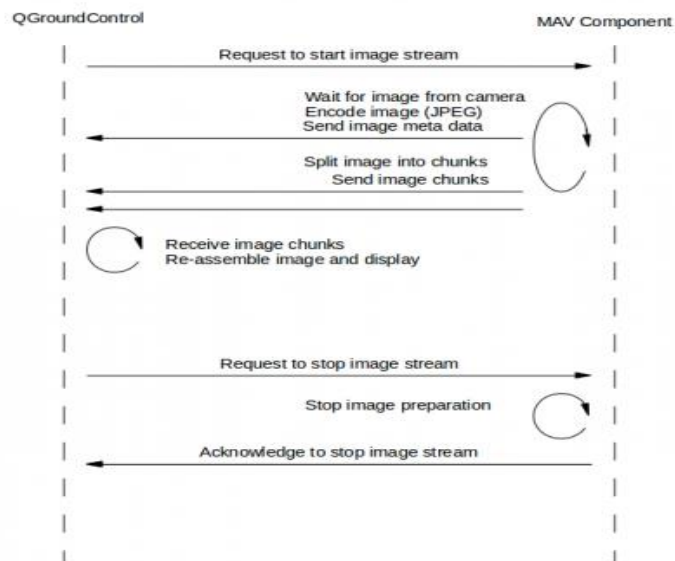 QGroundControl
MAV Component
Request to start image stream
Wait for image from camera
Encode image (JPEG)
Send image meta data
Split image into chunks
Send image chunks
Receive image chunks
Re-assemble image and display
Request to stop image stream
Stop image preparation
Acknowledge to stop image stream